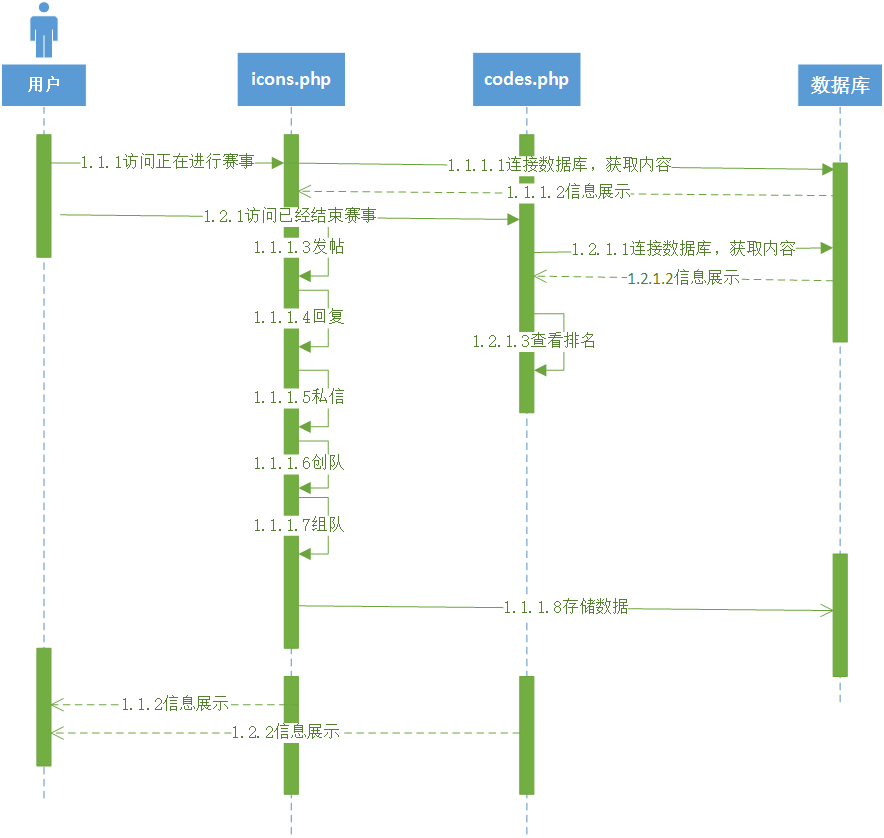 用户
icons.php
codes.php
数据库
1.1.1访问正在进行赛事
1.1.1.1连接数据库，获取内容
1.1.1.2信息展示
1.2.1访问已经结束赛事
1.1.1.3发帖
1.2.1.1连接数据库，获取内容
1.2.1.2信息展示
1.1.1.4回复
1.2.1.3查看排名
1.1.1.5私信
1.1.1.6创队
1.1.1.7组队
1.1.1.8存储数据
1.1.2信息展示
1.2.2信息展示